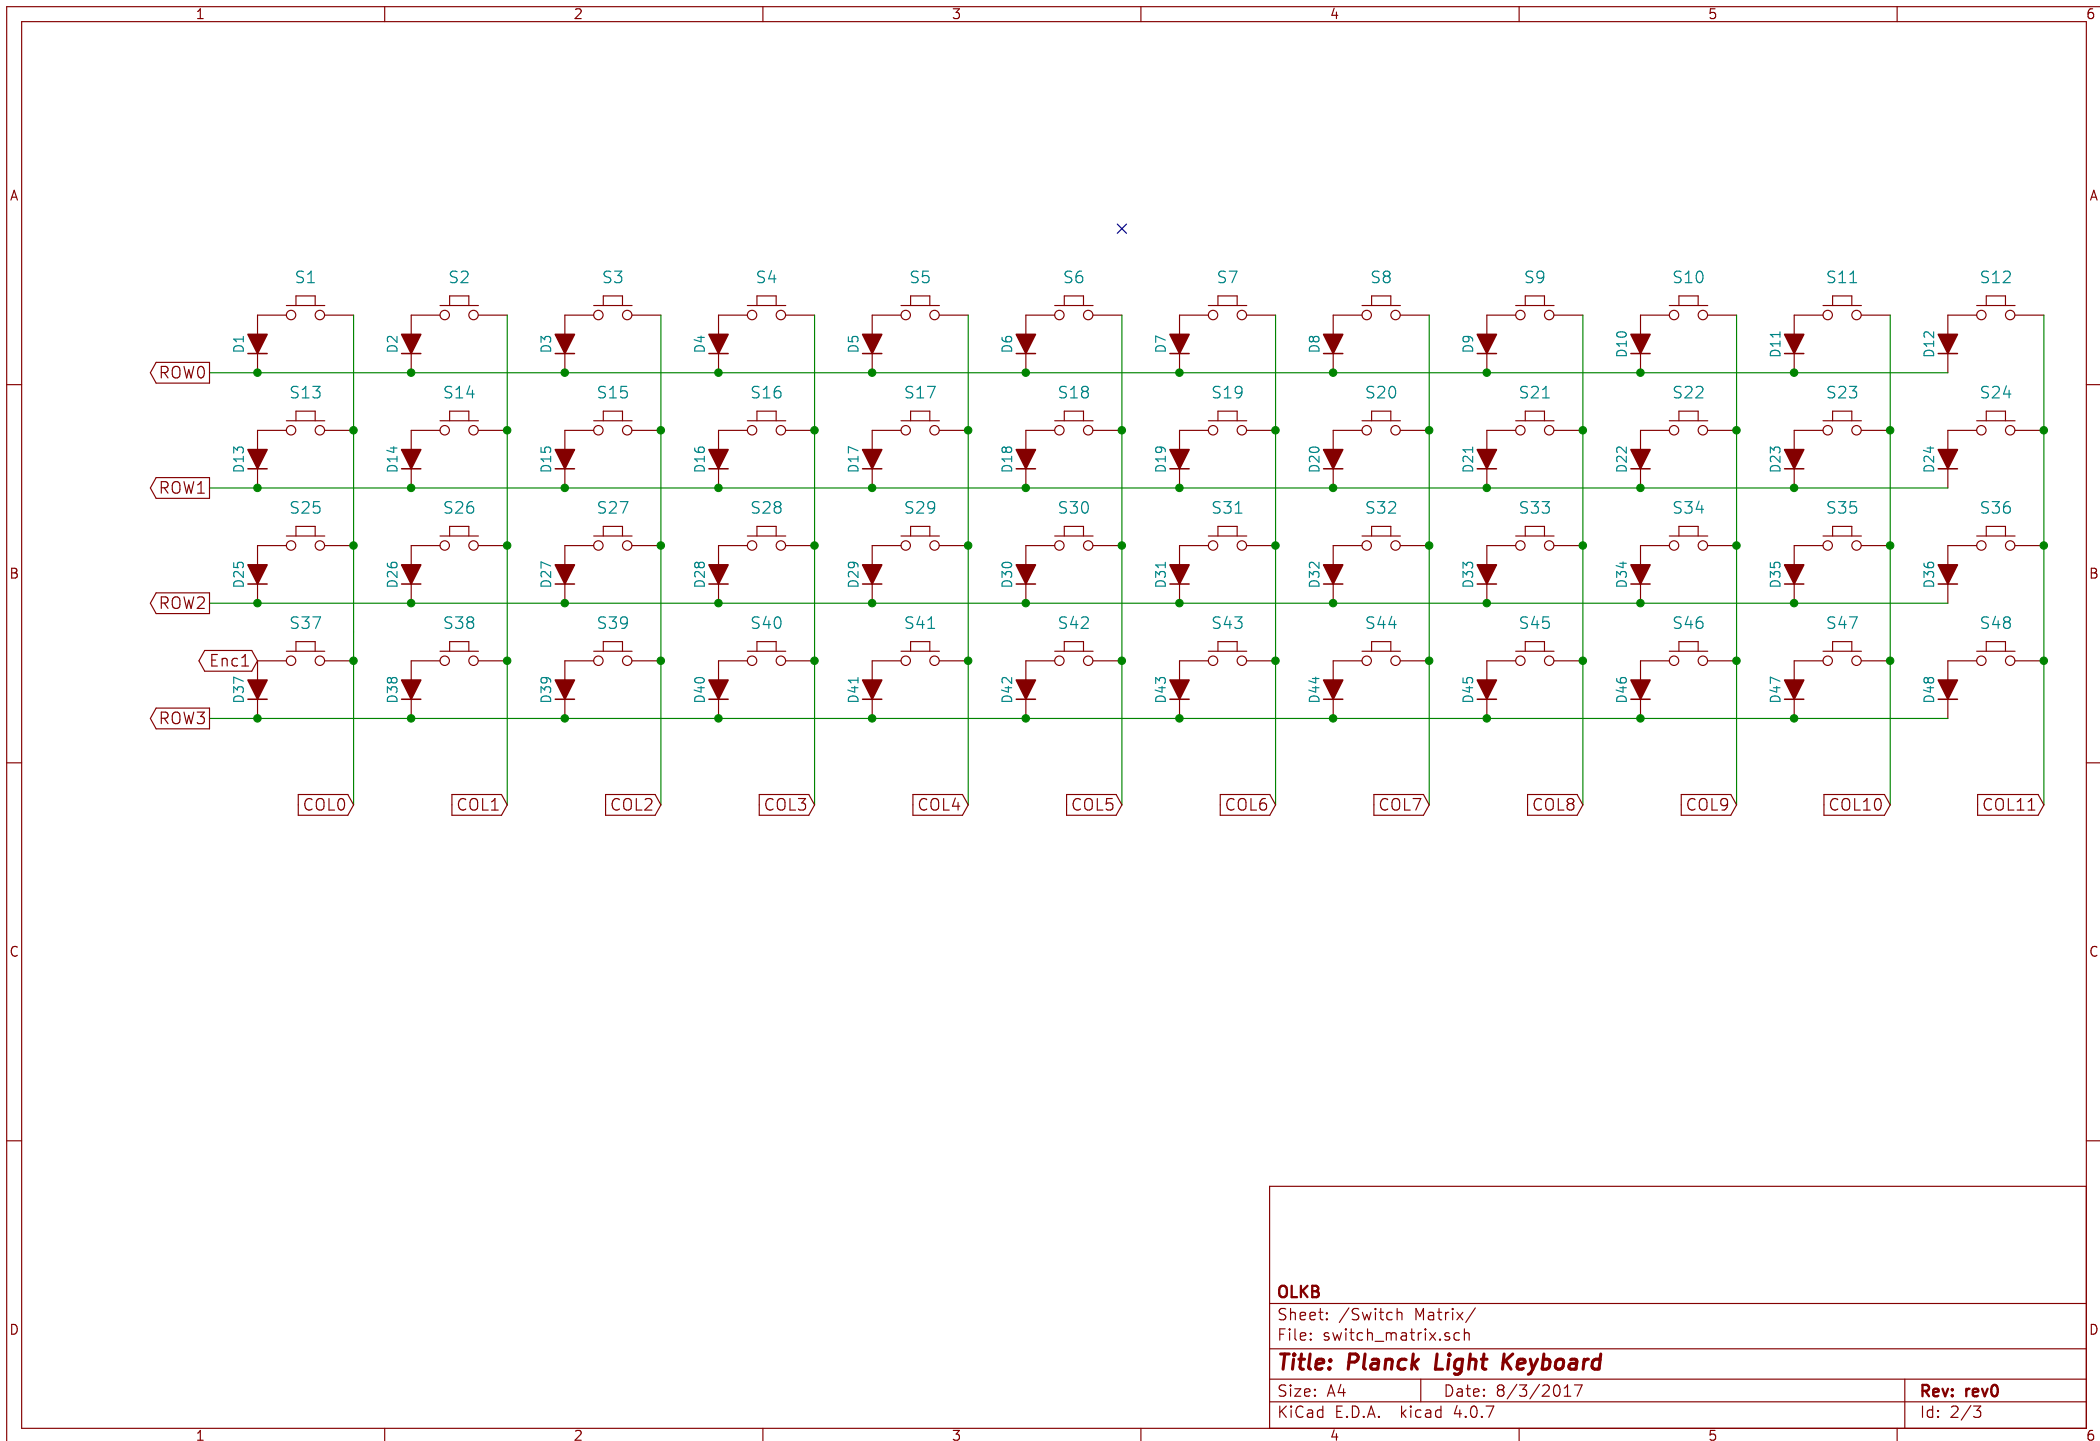 1 2 3 4 5 6
A A
S1 S2 S3 S4 S5 S6 S7 S8 S9 S10 S11 S12
D1 D2 D3 D4 D5 D6 D7 D8 D9 D10 D11 D12
ROW0
S13 S14 S15 S16 S17 S18 S19 S20 S21 S22 S23 S24
D13 D14 D15 D16 D17 D18 D19 D20 D21 D22 D23 D24
ROW1
S25 S26 S27 S28 S29 S30 S31 S32 S33 S34 S35 S36
B D25 D26 D27 D28 D29 D30 D31 D32 D33 D34 D35 D36 B
ROW2
S37 S38 S39 S40 S41 S42 S43 S44 S45 S46 S47 S48
Enc1
D37 D38 D39 D40 D41 D42 D43 D44 D45 D46 D47 D48
ROW3
COL0 COL1 COL2 COL3 COL4 COL5 COL6 COL7 COL8 COL9 COL10 COL11
C C
OLKB
Sheet: /Switch Matrix/
D D
File: switch_matrix.sch
Title: Planck Light Keyboard
Size: A4 Date: 8/3/2017 Rev: rev0
KiCad E.D.A. kicad 4.0.7 Id: 2/3
1 2 3 4 5 6